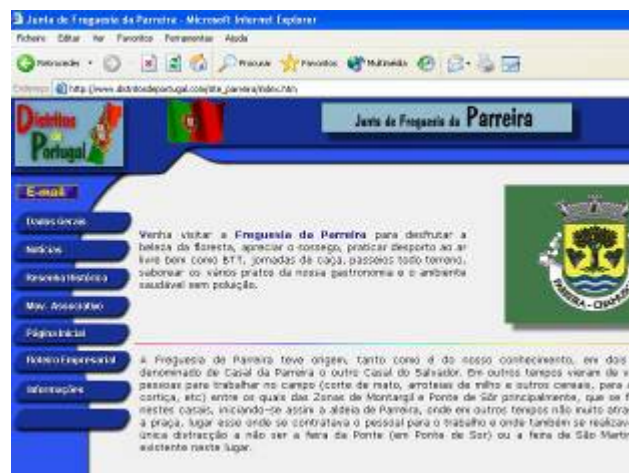 Junta de Freguesia da Parreira - Microsoft Internet Explorer
Ficheiro Editar Ver Favoritos Ferramentas Ajuda
Retroceder Procurar Favoritos Multimédia
Endereço http://www.distritosdeportugal.com/site_parreira/index.htm
Distritos
de
Portugal
Junta de Freguesia da Parreira
E-mail
Dados Gerais
Notícias
Resenha Histórica
Mov. Associativo
Página Inicial
Roteiro Empresarial
Informações
Venha visitar a Freguesia de Parreira para desfrutar a
beleza da floresta, apreciar o sossego, praticar desporto ao ar
livre bem como BTT, jornadas de caça, passeios todo terreno,
saborear os vários pratos da nossa gastronomia e o ambiente
saudável sem poluição.
PARREIRA - CHAMUSCA
A Freguesia de Parreira teve origem, tanto como é do nosso conhecimento, em dois
denominado de Casal da Parreira o outro Casal do Salvador. Em outros tempos vieram de
pessoas para trabalhar no campo (corte de mato, arroteias de milho e outros cereais, para
cortiça, etc) entre os quais das Zonas de Montargil e Ponte de Sôr principalmente, que se
nestes casais, iniciando-se assim a aldeia de Parreira, onde em outros tempos não muito
a praça, lugar esse onde se contratava o pessoal para o trabalho e onde também se
única distracção a não ser a feira da Ponte (em Ponte de Sor) ou a feira de São
existente neste lugar.